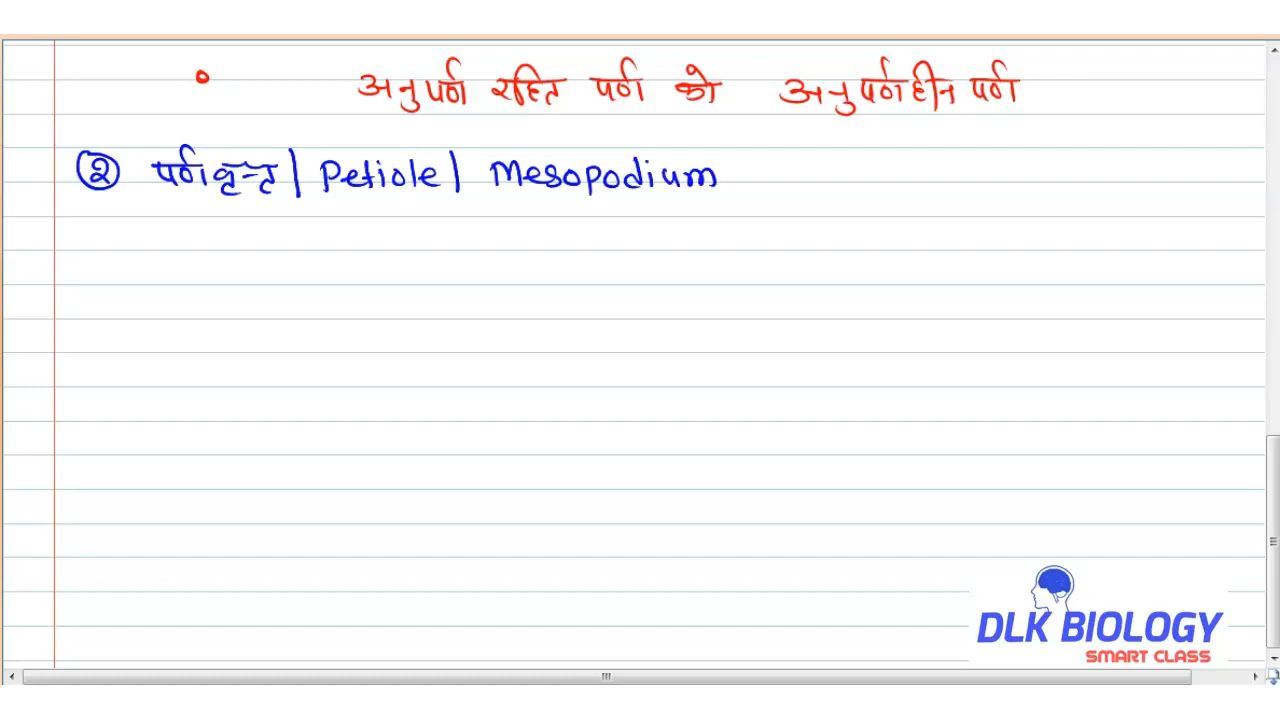 • अनुपर्ण रहित पर्ण को अनुपर्णहीन पर्ण
② पर्णवृन्त | Petiole | Mesopodium
DLK BIOLOGY
SMART CLASS